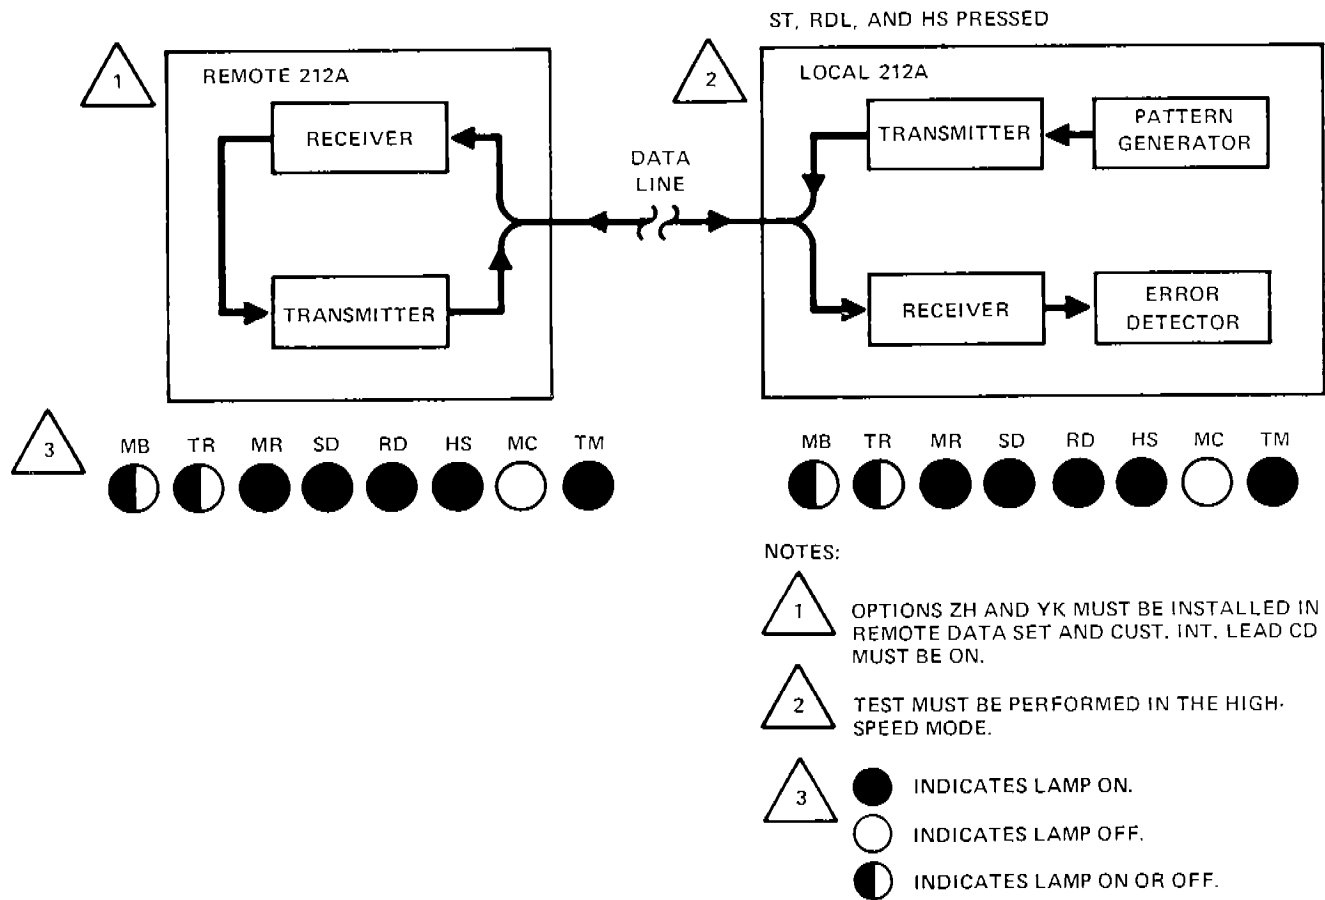 ST, RDL, AND HS PRESSED
1
REMOTE 212A
RECEIVER
TRANSMITTER
DATA
LINE
2
LOCAL 212A
TRANSMITTER
PATTERN
GENERATOR
RECEIVER
ERROR
DETECTOR
3
MB TR MR SD RD HS MC TM
MB TR MR SD RD HS MC TM
NOTES:
1
OPTIONS ZH AND YK MUST BE INSTALLED IN
REMOTE DATA SET AND CUST. INT. LEAD CD
MUST BE ON.
2
TEST MUST BE PERFORMED IN THE HIGH-
SPEED MODE.
3
INDICATES LAMP ON.
INDICATES LAMP OFF.
INDICATES LAMP ON OR OFF.